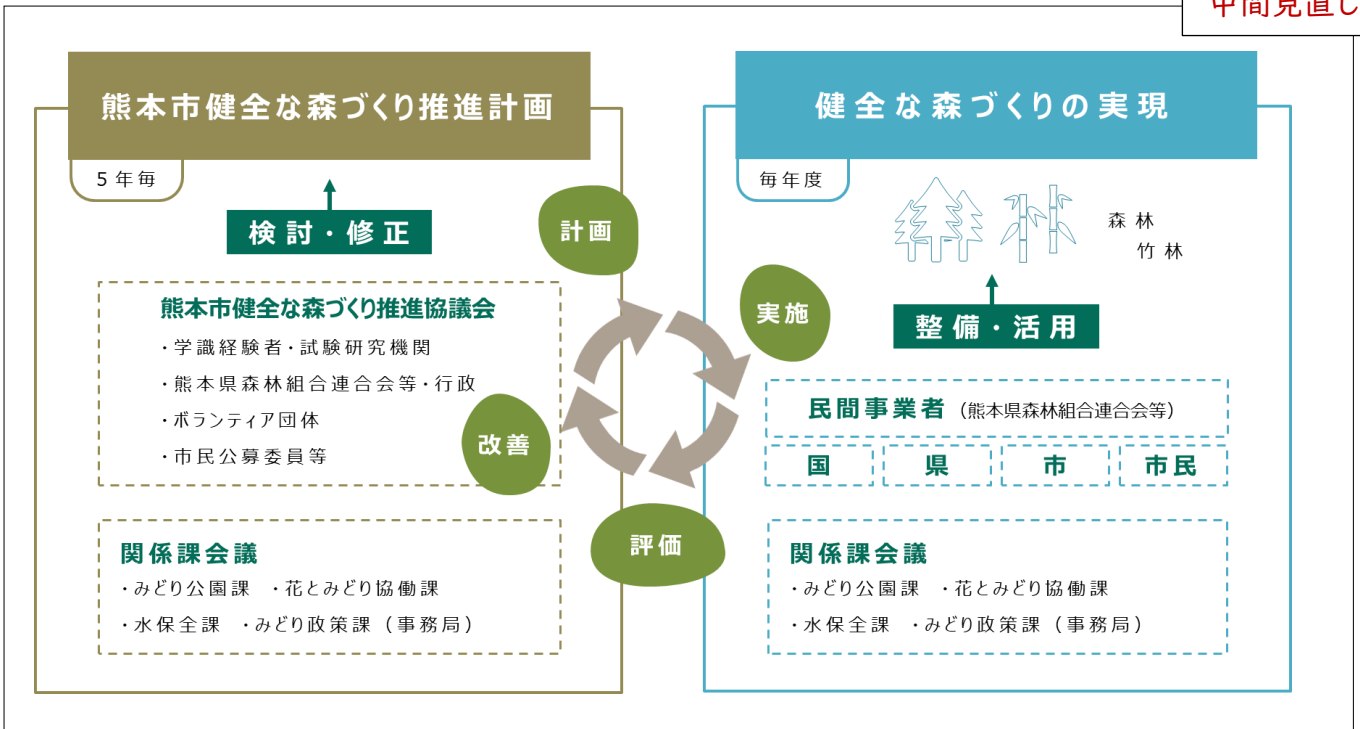 中間見直し
熊本市健全な森づくり推進計画
5年毎
検討・修正
熊本市健全な森づくり推進協議会
・学識経験者・試験研究機関
・熊本県森林組合連合会等・行政
・ボランティア団体
・市民公募委員等
関係課会議
・みどり公園課 ・花とみどり協働課
・水保全課 ・みどり政策課（事務局）
計画
実施
評価
改善
健全な森づくりの実現
毎年度
森林
竹林
整備・活用
民間事業者（熊本県森林組合連合会等）
国 県 市 市民
関係課会議
・みどり公園課 ・花とみどり協働課
・水保全課 ・みどり政策課（事務局）